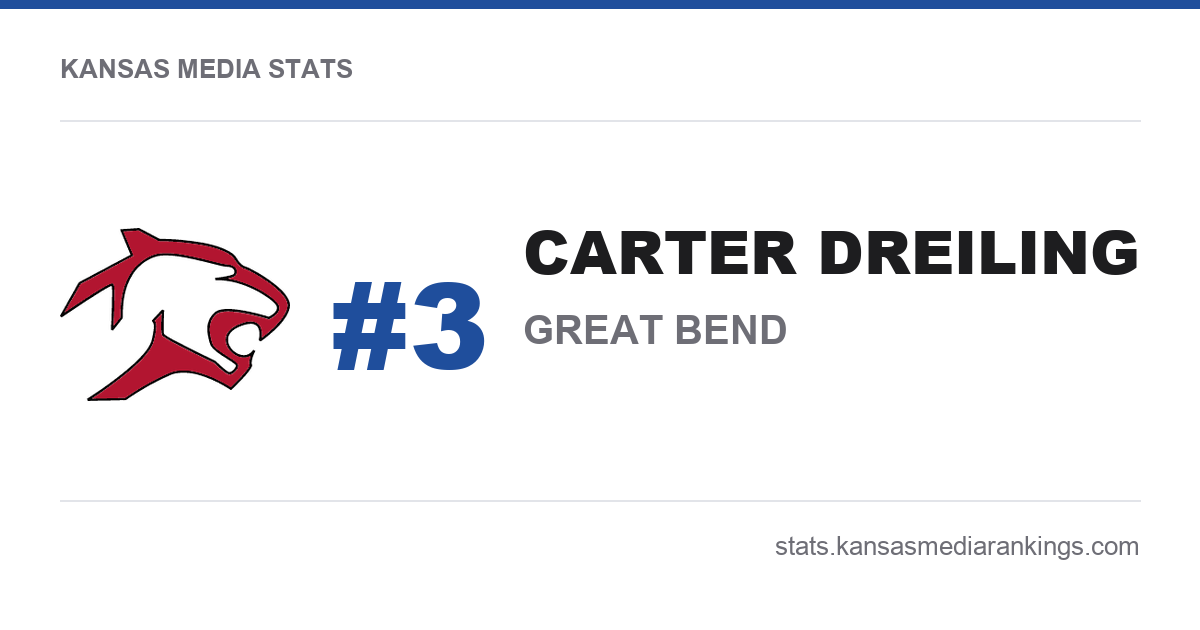 KANSAS MEDIA STATS
#3
CARTER DREILING
GREAT BEND
stats.kansasmediarankings.com